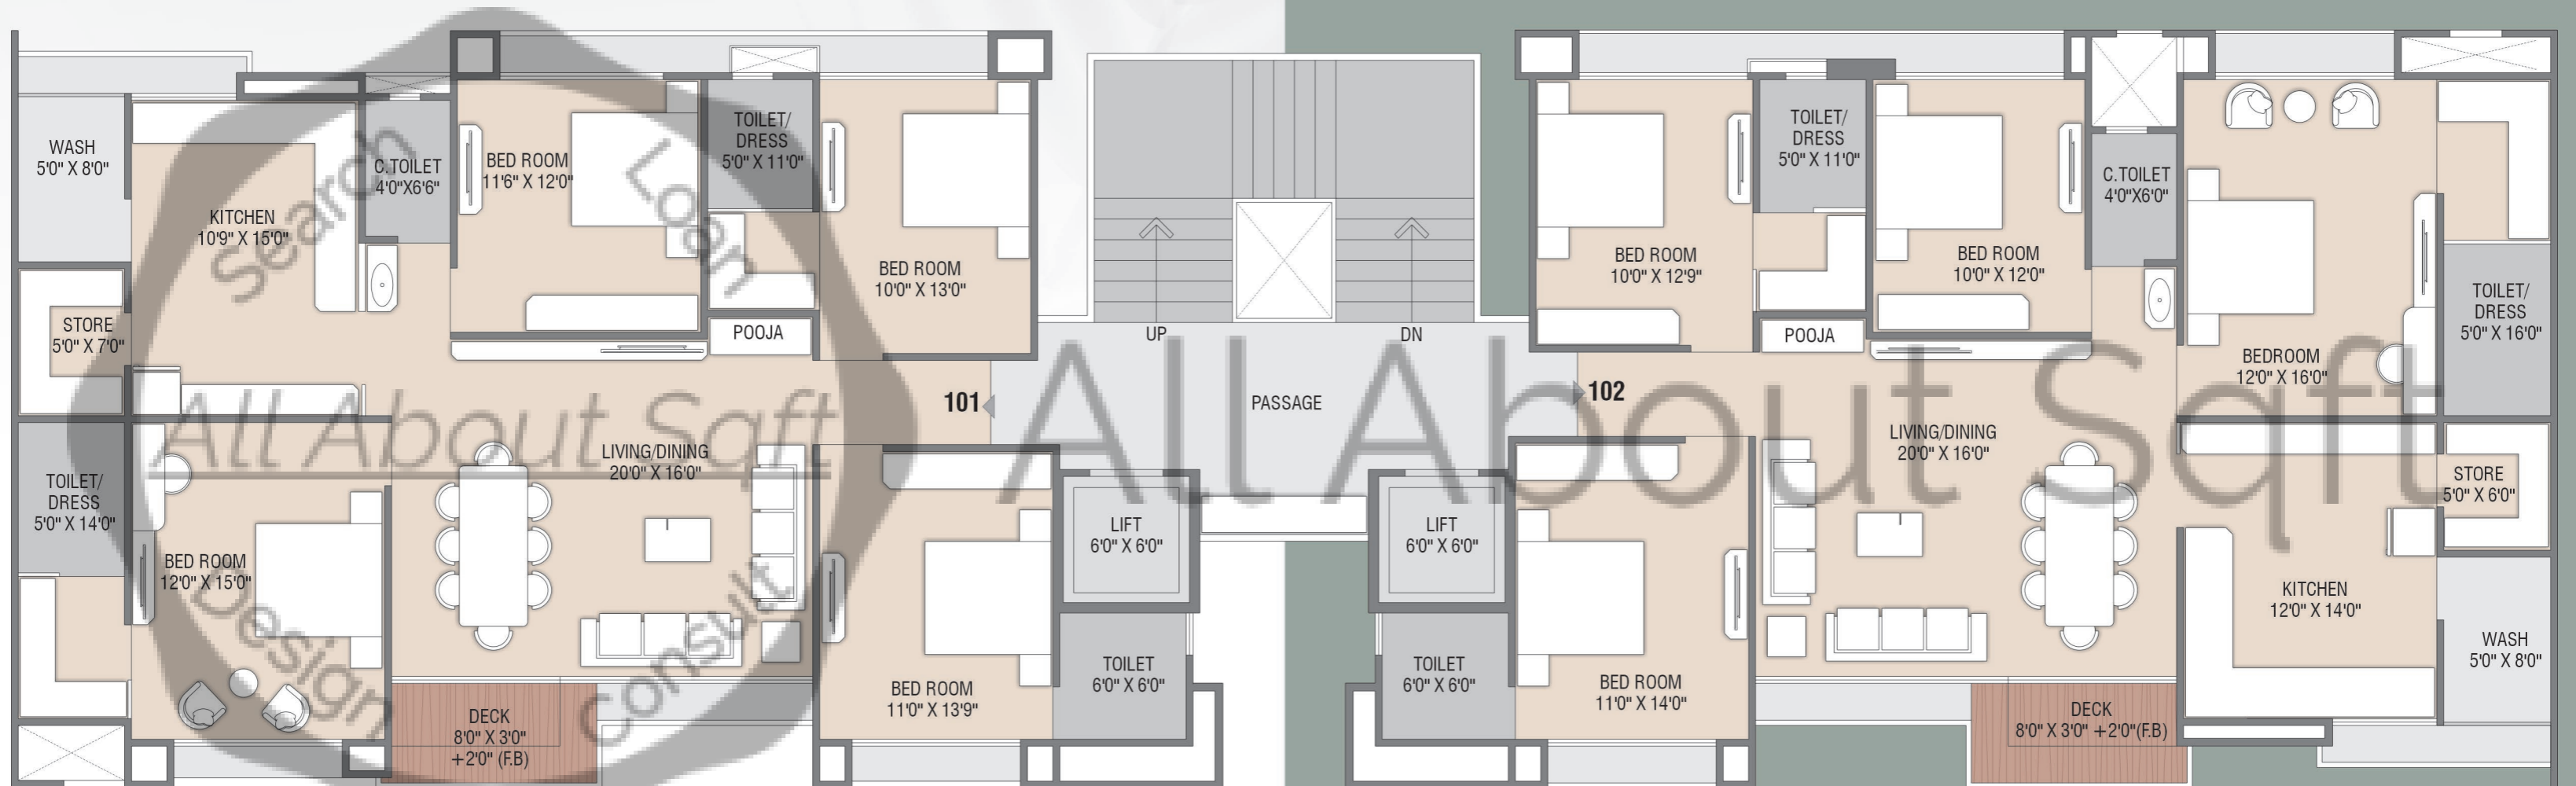 WASH
5'0" X 8'0"
KITCHEN
10'9" X 15'0"
C.TOILET
4'0"X6'6"
BED ROOM
11'6" X 12'0"
TOILET/
DRESS
5'0" X 11'0"
BED ROOM
10'0" X 13'0"
STORE
5'0" X 7'0"
POOJA
TOILET/
DRESS
5'0" X 14'0"
BED ROOM
12'0" X 15'0"
LIVING/DINING
20'0" X 16'0"
101
DECK
8'0" X 3'0"
+2'0" (F.B)
BED ROOM
11'0" X 13'9"
LIFT
6'0" X 6'0"
TOILET
6'0" X 6'0"
UP
DN
PASSAGE
LIFT
6'0" X 6'0"
TOILET
6'0" X 6'0"
102
BED ROOM
10'0" X 12'9"
TOILET/
DRESS
5'0" X 11'0"
BED ROOM
10'0" X 12'0"
C.TOILET
4'0"X6'0"
BEDROOM
12'0" X 16'0"
TOILET/
DRESS
5'0" X 16'0"
POOJA
LIVING/DINING
20'0" X 16'0"
BED ROOM
11'0" X 14'0"
DECK
8'0" X 3'0" +2'0"(F.B)
STORE
5'0" X 6'0"
KITCHEN
12'0" X 14'0"
WASH
5'0" X 8'0"
Search
Loan
All About Sqft
Design
Consult
All About Sqft